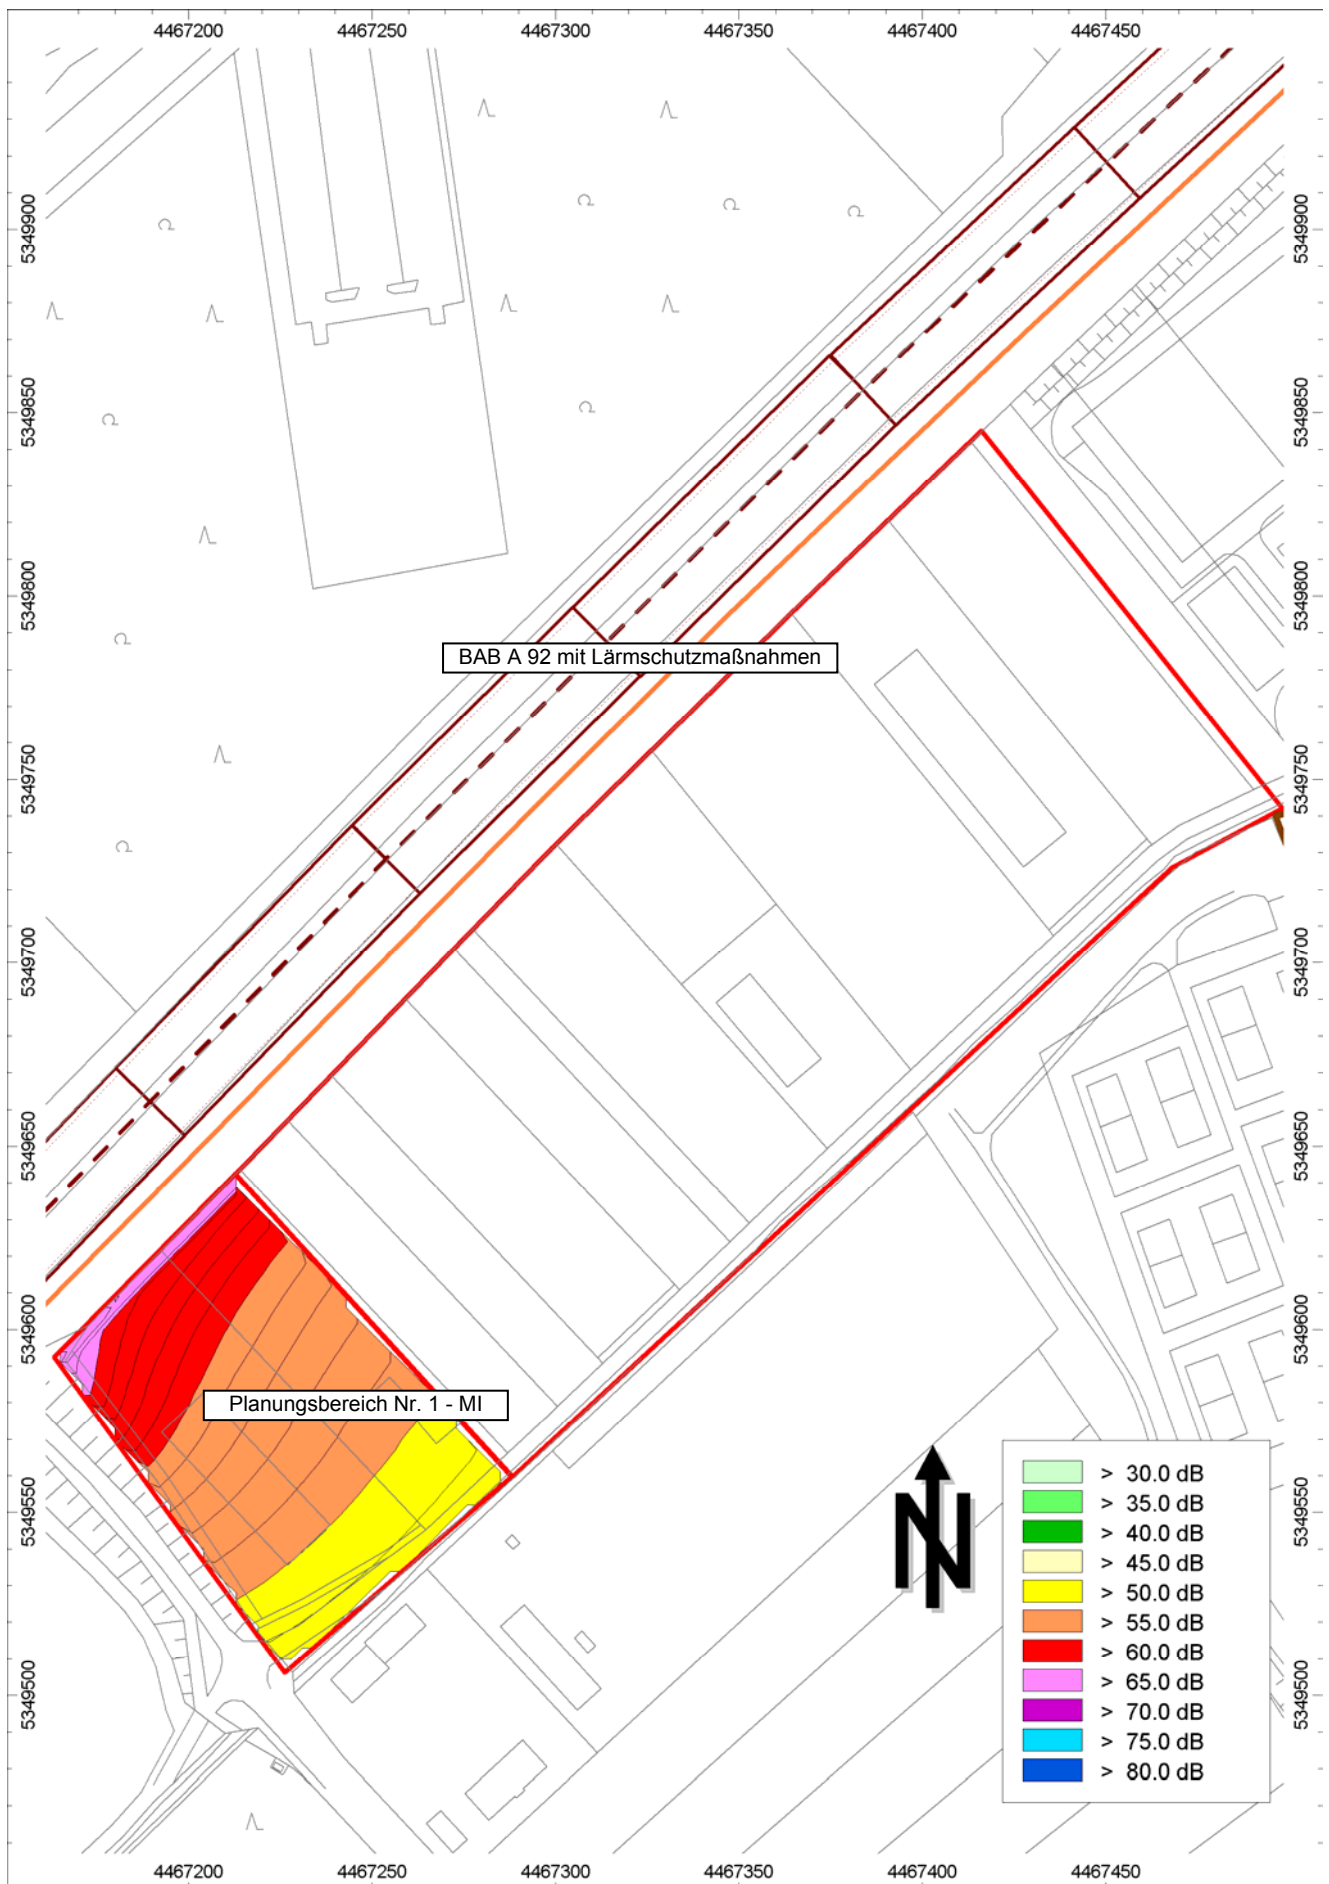 4467200 4467250 4467300 4467350 4467400 4467450
5349900 5349900
5349850 5349850
5349800 5349800
BAB A 92 mit Lärmschutzmaßnahmen
5349750 5349750
5349700 5349700
5349650 5349650
5349600 5349600
Planungsbereich Nr. 1 - MI
5349550 5349550
5349500 5349500
N
> 30.0 dB
> 35.0 dB
> 40.0 dB
> 45.0 dB
> 50.0 dB
> 55.0 dB
> 60.0 dB
> 65.0 dB
> 70.0 dB
> 75.0 dB
> 80.0 dB
4467200 4467250 4467300 4467350 4467400 4467450